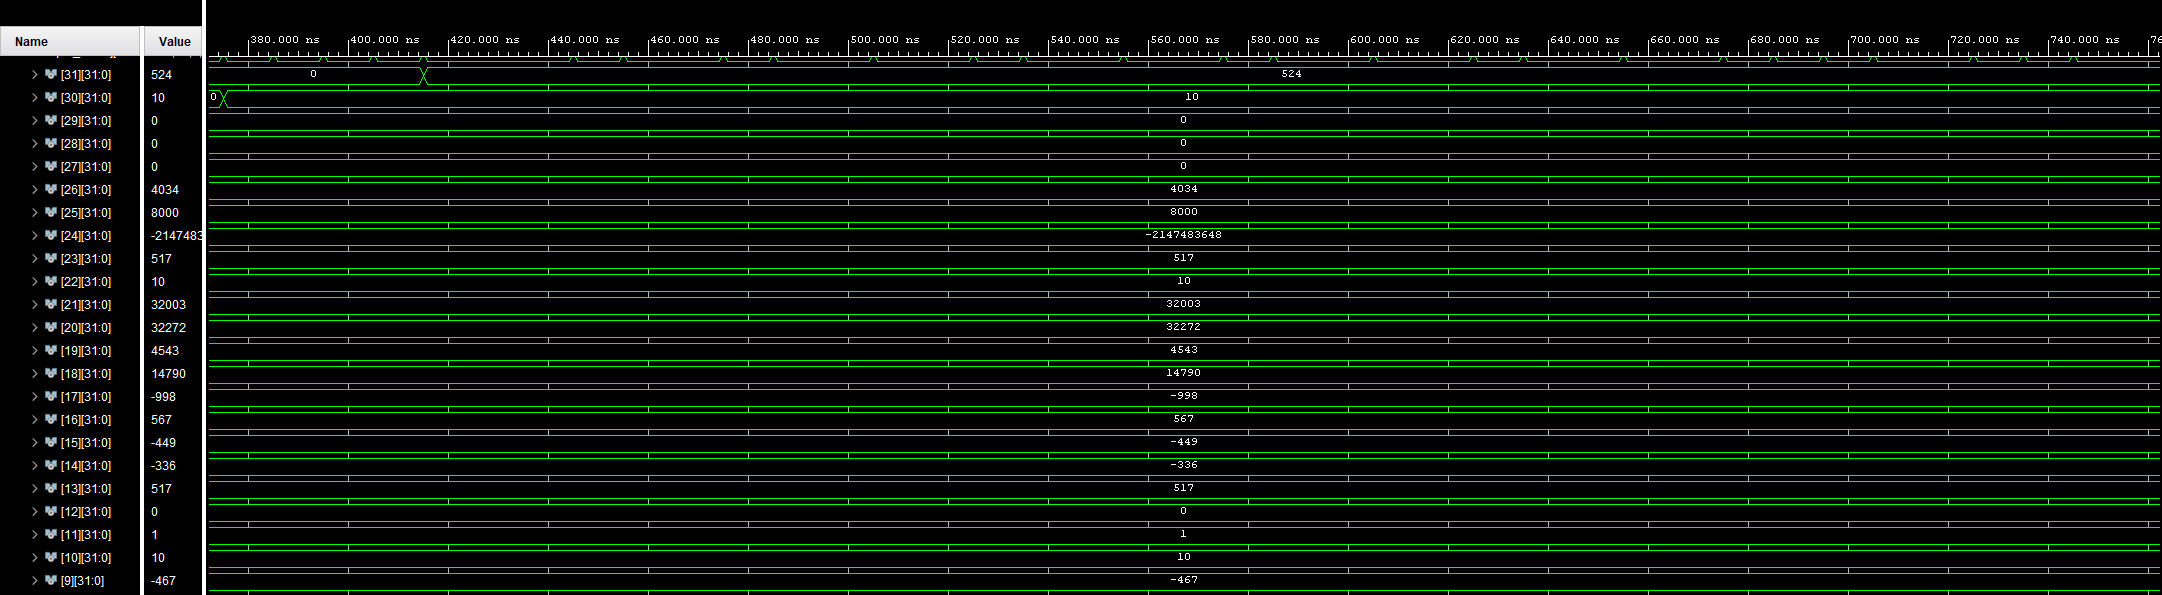 380.000 ns 400.000 ns 420.000 ns 440.000 ns 460.000 ns 480.000 ns 500.000 ns 520.000 ns 540.000 ns 560.000 ns 580.000 ns 600.000 ns 620.000 ns 640.000 ns 660.000 ns 680.000 ns 700.000 ns 720.000 ns 740.000 ns 76
Name Value
[31][31:0] 524 0 524
[30][31:0] 10 0 10
[29][31:0] 0 0
[28][31:0] 0 0
[27][31:0] 0 0
[26][31:0] 4034 4034
[25][31:0] 8000 8000
[24][31:0] -2147483 -2147483648
[23][31:0] 517 517
[22][31:0] 10 10
[21][31:0] 32003 32003
[20][31:0] 32272 32272
[19][31:0] 4543 4543
[18][31:0] 14790 14790
[17][31:0] -998 -998
[16][31:0] 567 567
[15][31:0] -449 -449
[14][31:0] -336 -336
[13][31:0] 517 517
[12][31:0] 0 0
[11][31:0] 1 1
[10][31:0] 10 10
[9][31:0] -467 -467